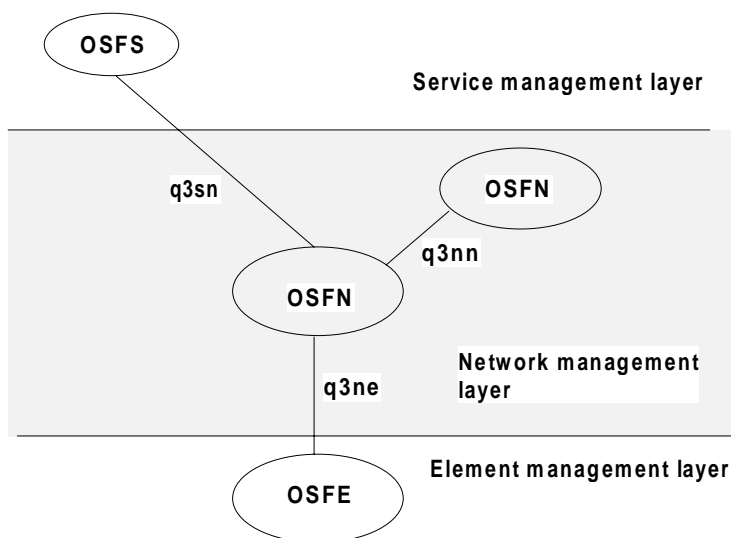 OSFS
Service management layer
q3sn
OSFN
q3nn
OSFN
Network management
layer
q3ne
Element management layer
OSFE